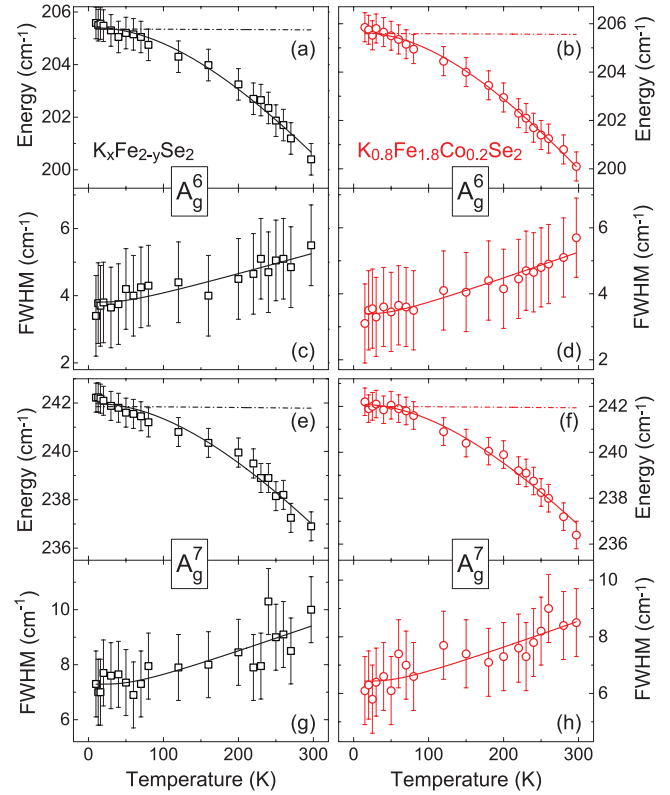 206
204
202
200
Energy (cm⁻¹)
(a)
KₓFe₂₋ᵧSe₂
(b)
K₀.₈Fe₁.₈Co₀.₂Se₂
206
204
202
200
Energy (cm⁻¹)
A⁶g
A⁶g
6
4
2
FWHM (cm⁻¹)
(c)
(d)
6
4
2
FWHM (cm⁻¹)
242
240
238
236
Energy (cm⁻¹)
(e)
(f)
242
240
238
236
Energy (cm⁻¹)
A⁷g
A⁷g
10
8
6
FWHM (cm⁻¹)
(g)
(h)
10
8
6
FWHM (cm⁻¹)
0 100 200 300
0 100 200 300
Temperature (K)
Temperature (K)